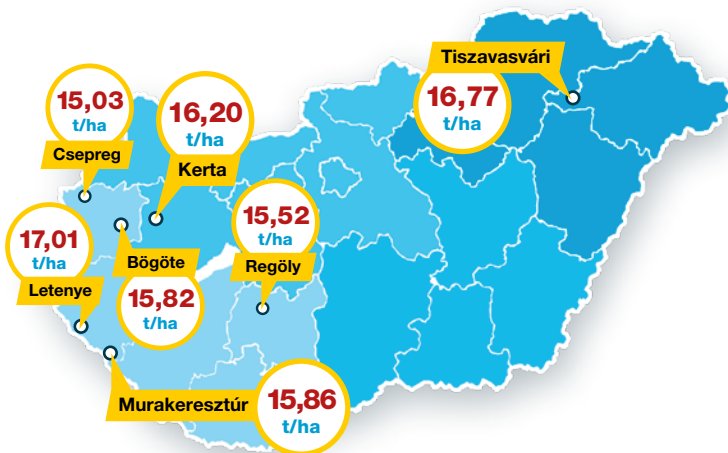 Tiszavasvári
16,77
t/ha
15,03
t/ha
Csepreg
16,20
t/ha
Kerta
17,01
t/ha
Letenye
Bögöte
15,82
t/ha
15,52
t/ha
Regöly
Murakeresztúr
15,86
t/ha